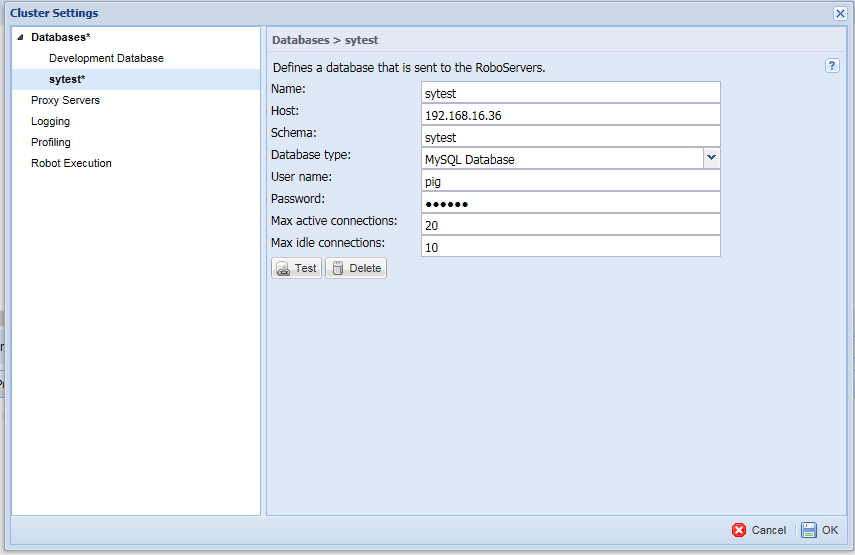 Cluster Settings
Databases*
Development Database
sytest*
Proxy Servers
Logging
Profiling
Robot Execution
Databases > sytest
Defines a database that is sent to the RoboServers.
?
Name: sytest
Host: 192.168.16.36
Schema: sytest
Database type: MySQL Database
User name: pig
Password: ●●●●●●
Max active connections: 20
Max idle connections: 10
Test Delete
Cancel OK